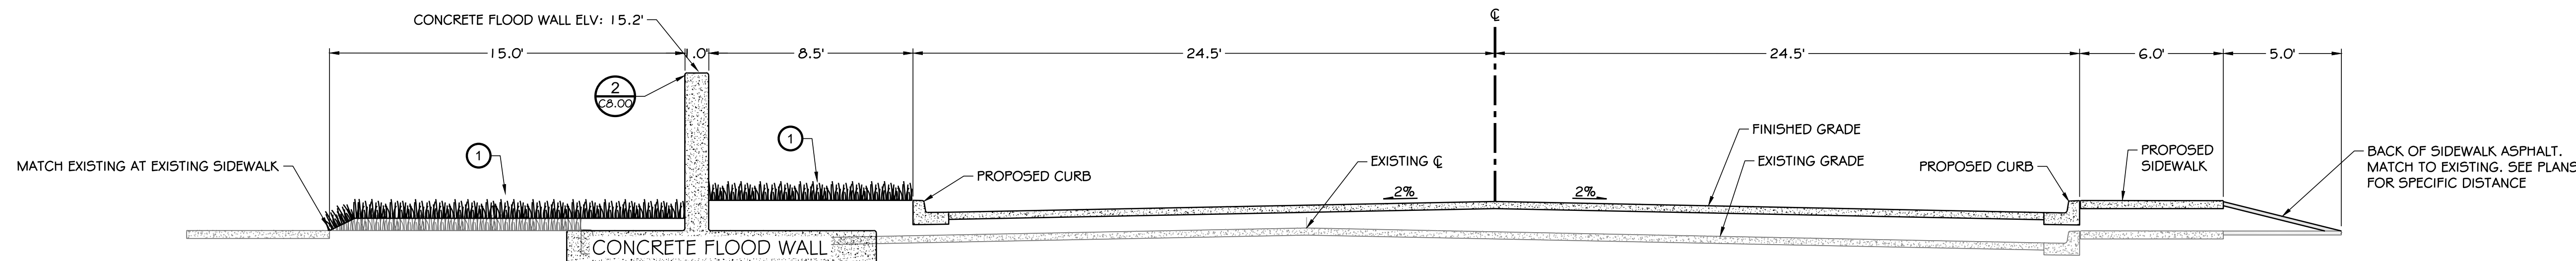 CONCRETE FLOOD WALL ELV: 15.2'
℄
15.0'
.0'
8.5'
24.5'
24.5'
6.0'
5.0'
2
C8.00
1
1
MATCH EXISTING AT EXISTING SIDEWALK
PROPOSED CURB
EXISTING ℄
2%
2%
FINISHED GRADE
EXISTING GRADE
PROPOSED CURB
PROPOSED
SIDEWALK
BACK OF SIDEWALK ASPHALT.
MATCH TO EXISTING. SEE PLANS
FOR SPECIFIC DISTANCE
CONCRETE FLOOD WALL